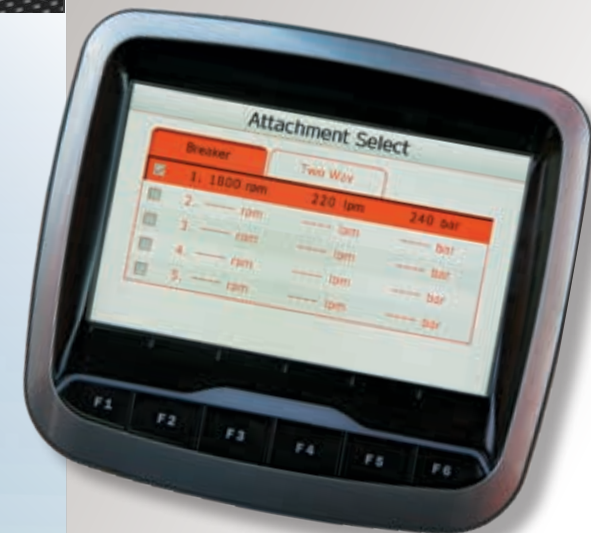 Attachment Select
Breaker Two Way
1. 1800 rpm 220 lpm 240 bar
2. ---- rpm ---- lpm ---- bar
3. ---- rpm ---- lpm ---- bar
4. ---- rpm ---- lpm ---- bar
5. ---- rpm ---- lpm ---- bar
F1 F2 F3 F4 F5 F6